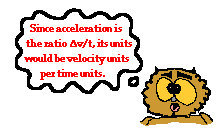 Since acceleration is
the ratio Δv/t, its units
would be velocity units
per time units.